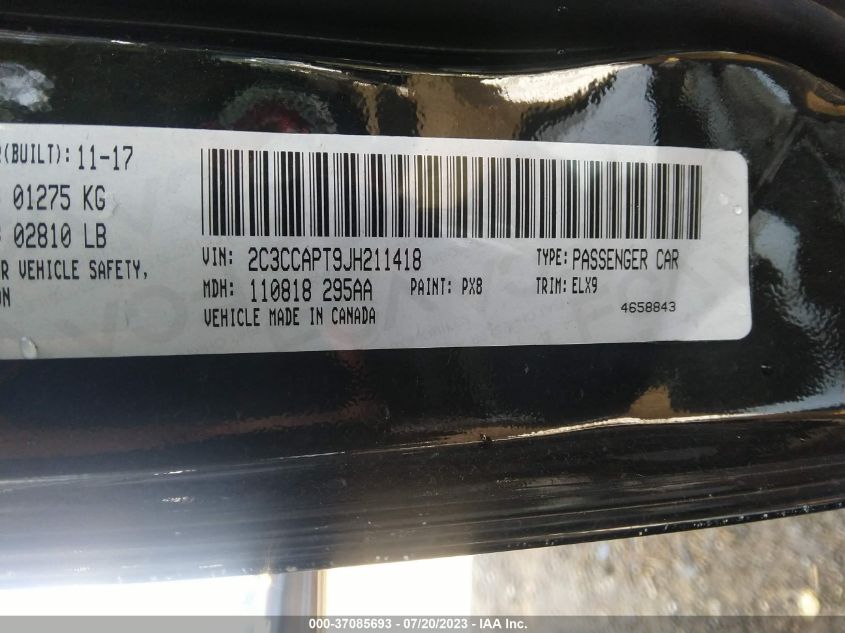 R(BUILT): 11-17
01275 KG
02810 LB
R VEHICLE SAFETY,
ON
VIN: 2C3CCAPT9JH211418 TYPE: PASSENGER CAR
MDH: 110818 295AA PAINT: PX8 TRIM: ELX9
VEHICLE MADE IN CANADA 4658843
000-37085693 / 07/20/2023 - IAA Inc.